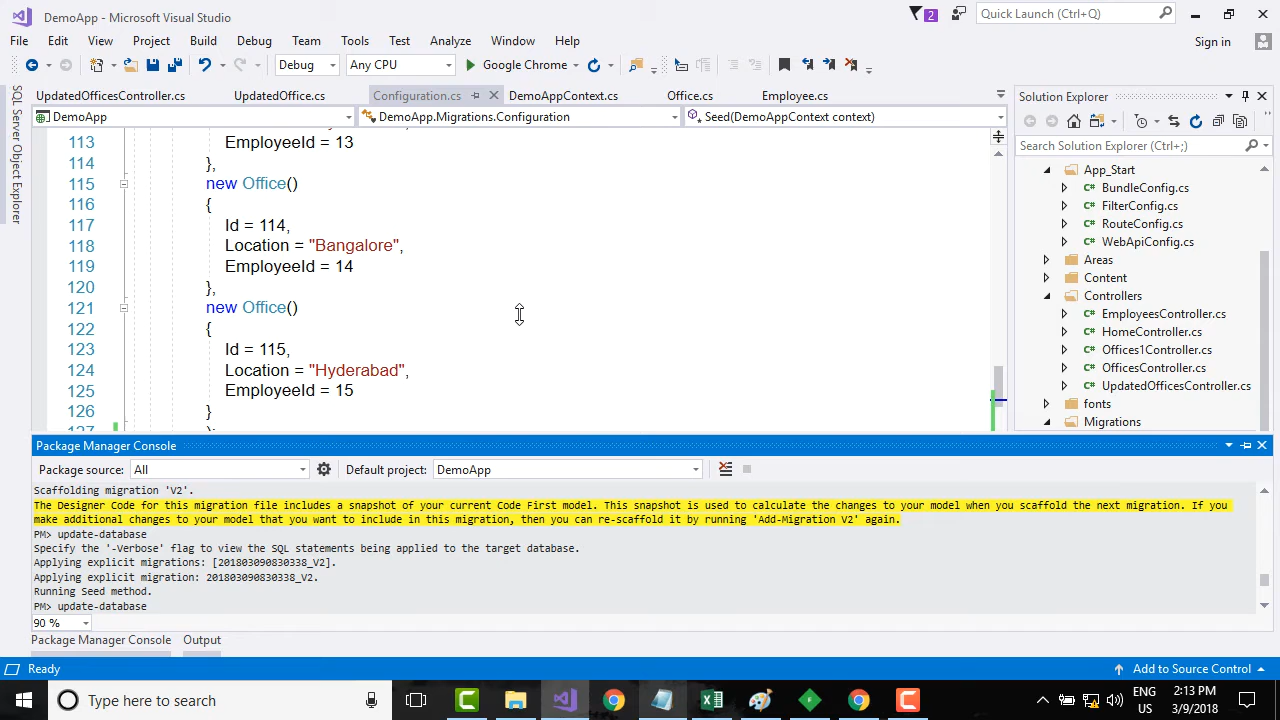 DemoApp - Microsoft Visual Studio
2
Quick Launch (Ctrl+Q)
File Edit View Project Build Debug Team Tools Test Analyze Window Help
Sign in
Debug Any CPU Google Chrome
SQL Server Object Explorer
UpdatedOfficesController.cs UpdatedOffice.cs Configuration.cs DemoAppContext.cs Office.cs Employee.cs
DemoApp DemoApp.Migrations.Configuration Seed(DemoAppContext context)
113 EmployeeId = 13
114 },
115 new Office()
116 {
117 Id = 114,
118 Location = "Bangalore",
119 EmployeeId = 14
120 },
121 new Office()
122 {
123 Id = 115,
124 Location = "Hyderabad",
125 EmployeeId = 15
126 }
Solution Explorer
Search Solution Explorer (Ctrl+;)
App_Start
C# BundleConfig.cs
C# FilterConfig.cs
C# RouteConfig.cs
C# WebApiConfig.cs
Areas
Content
Controllers
C# EmployeesController.cs
C# HomeController.cs
C# Offices1Controller.cs
C# OfficesController.cs
C# UpdatedOfficesController.cs
fonts
Migrations
Package Manager Console
Package source: All Default project: DemoApp
Scaffolding migration 'V2'.
The Designer Code for this migration file includes a snapshot of your current Code First model. This snapshot is used to calculate the changes to your model when you scaffold the next migration. If you
make additional changes to your model that you want to include in this migration, then you can re-scaffold it by running 'Add-Migration V2' again.
PM> update-database
Specify the '-Verbose' flag to view the SQL statements being applied to the target database.
Applying explicit migrations: [201803090830338_V2].
Applying explicit migration: 201803090830338_V2.
Running Seed method.
PM> update-database
90 %
Package Manager Console Output
Ready
Add to Source Control
Type here to search
ENG
US
2:13 PM
3/9/2018